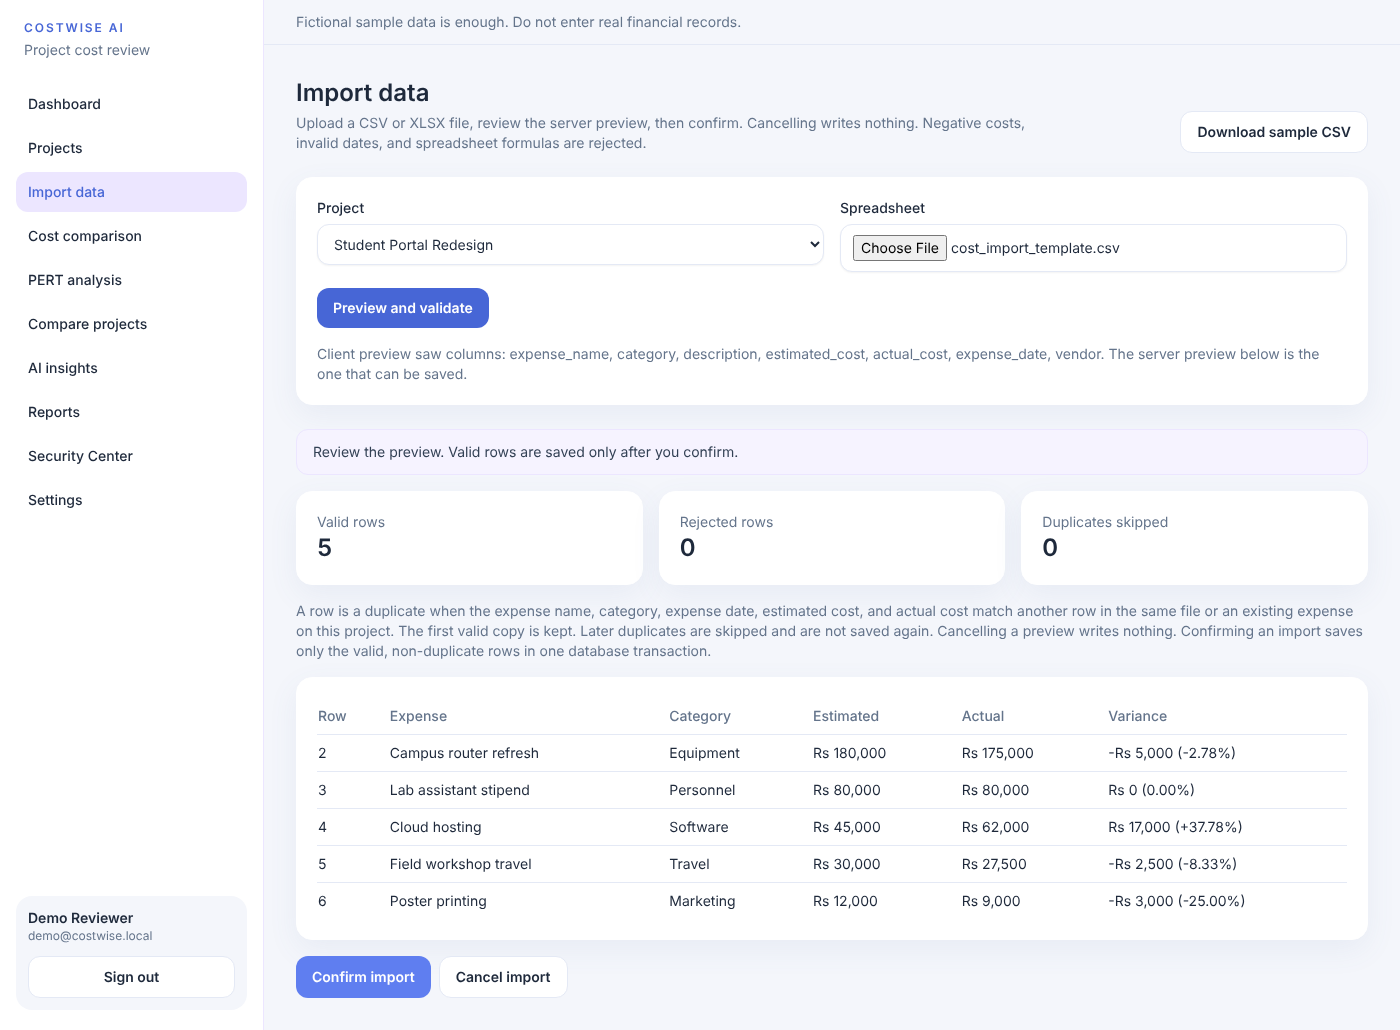 COSTWISE AI
Project cost review
Dashboard
Projects
Import data
Cost comparison
PERT analysis
Compare projects
AI insights
Reports
Security Center
Settings
Demo Reviewer
demo@costwise.local
Sign out
Fictional sample data is enough. Do not enter real financial records.
Import data
Upload a CSV or XLSX file, review the server preview, then confirm. Cancelling writes nothing. Negative costs,
invalid dates, and spreadsheet formulas are rejected.
Download sample CSV
Project
Student Portal Redesign
Spreadsheet
Choose File cost_import_template.csv
Preview and validate
Client preview saw columns: expense_name, category, description, estimated_cost, actual_cost, expense_date, vendor. The server preview below is the
one that can be saved.
Review the preview. Valid rows are saved only after you confirm.
Valid rows
5
Rejected rows
0
Duplicates skipped
0
A row is a duplicate when the expense name, category, expense date, estimated cost, and actual cost match another row in the same file or an existing expense
on this project. The first valid copy is kept. Later duplicates are skipped and are not saved again. Cancelling a preview writes nothing. Confirming an import saves
only the valid, non-duplicate rows in one database transaction.
Row Expense Category Estimated Actual Variance
2 Campus router refresh Equipment Rs 180,000 Rs 175,000 -Rs 5,000 (-2.78%)
3 Lab assistant stipend Personnel Rs 80,000 Rs 80,000 Rs 0 (0.00%)
4 Cloud hosting Software Rs 45,000 Rs 62,000 Rs 17,000 (+37.78%)
5 Field workshop travel Travel Rs 30,000 Rs 27,500 -Rs 2,500 (-8.33%)
6 Poster printing Marketing Rs 12,000 Rs 9,000 -Rs 3,000 (-25.00%)
Confirm import
Cancel import